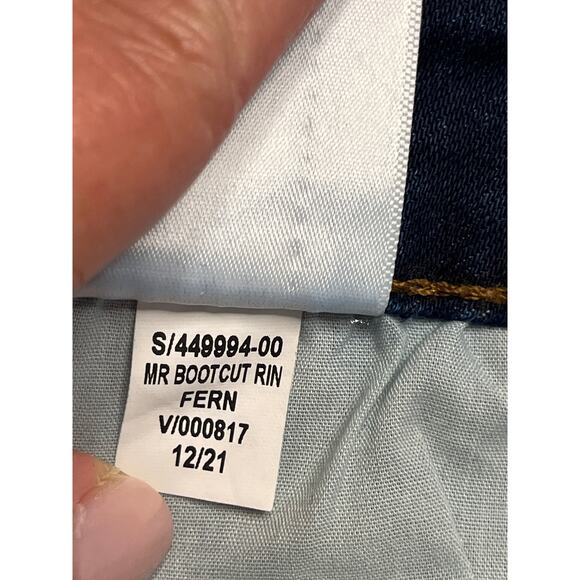 S/449994-00
MR BOOTCUT RIN
FERN
V/000817
12/21